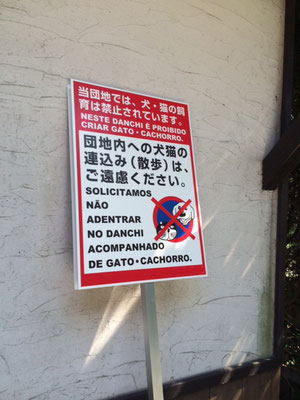 当団地では、犬・猫の飼
育は禁止されています。
NESTE DANCHI É PROIBIDO
CRIAR GATO・CACHORRO.
団地内への犬猫の
連込み(散歩)は、
ご遠慮ください。
SOLICITAMOS
NÃO
ADENTRAR
NO DANCHI
ACOMPANHADO
DE GATO・CACHORRO.